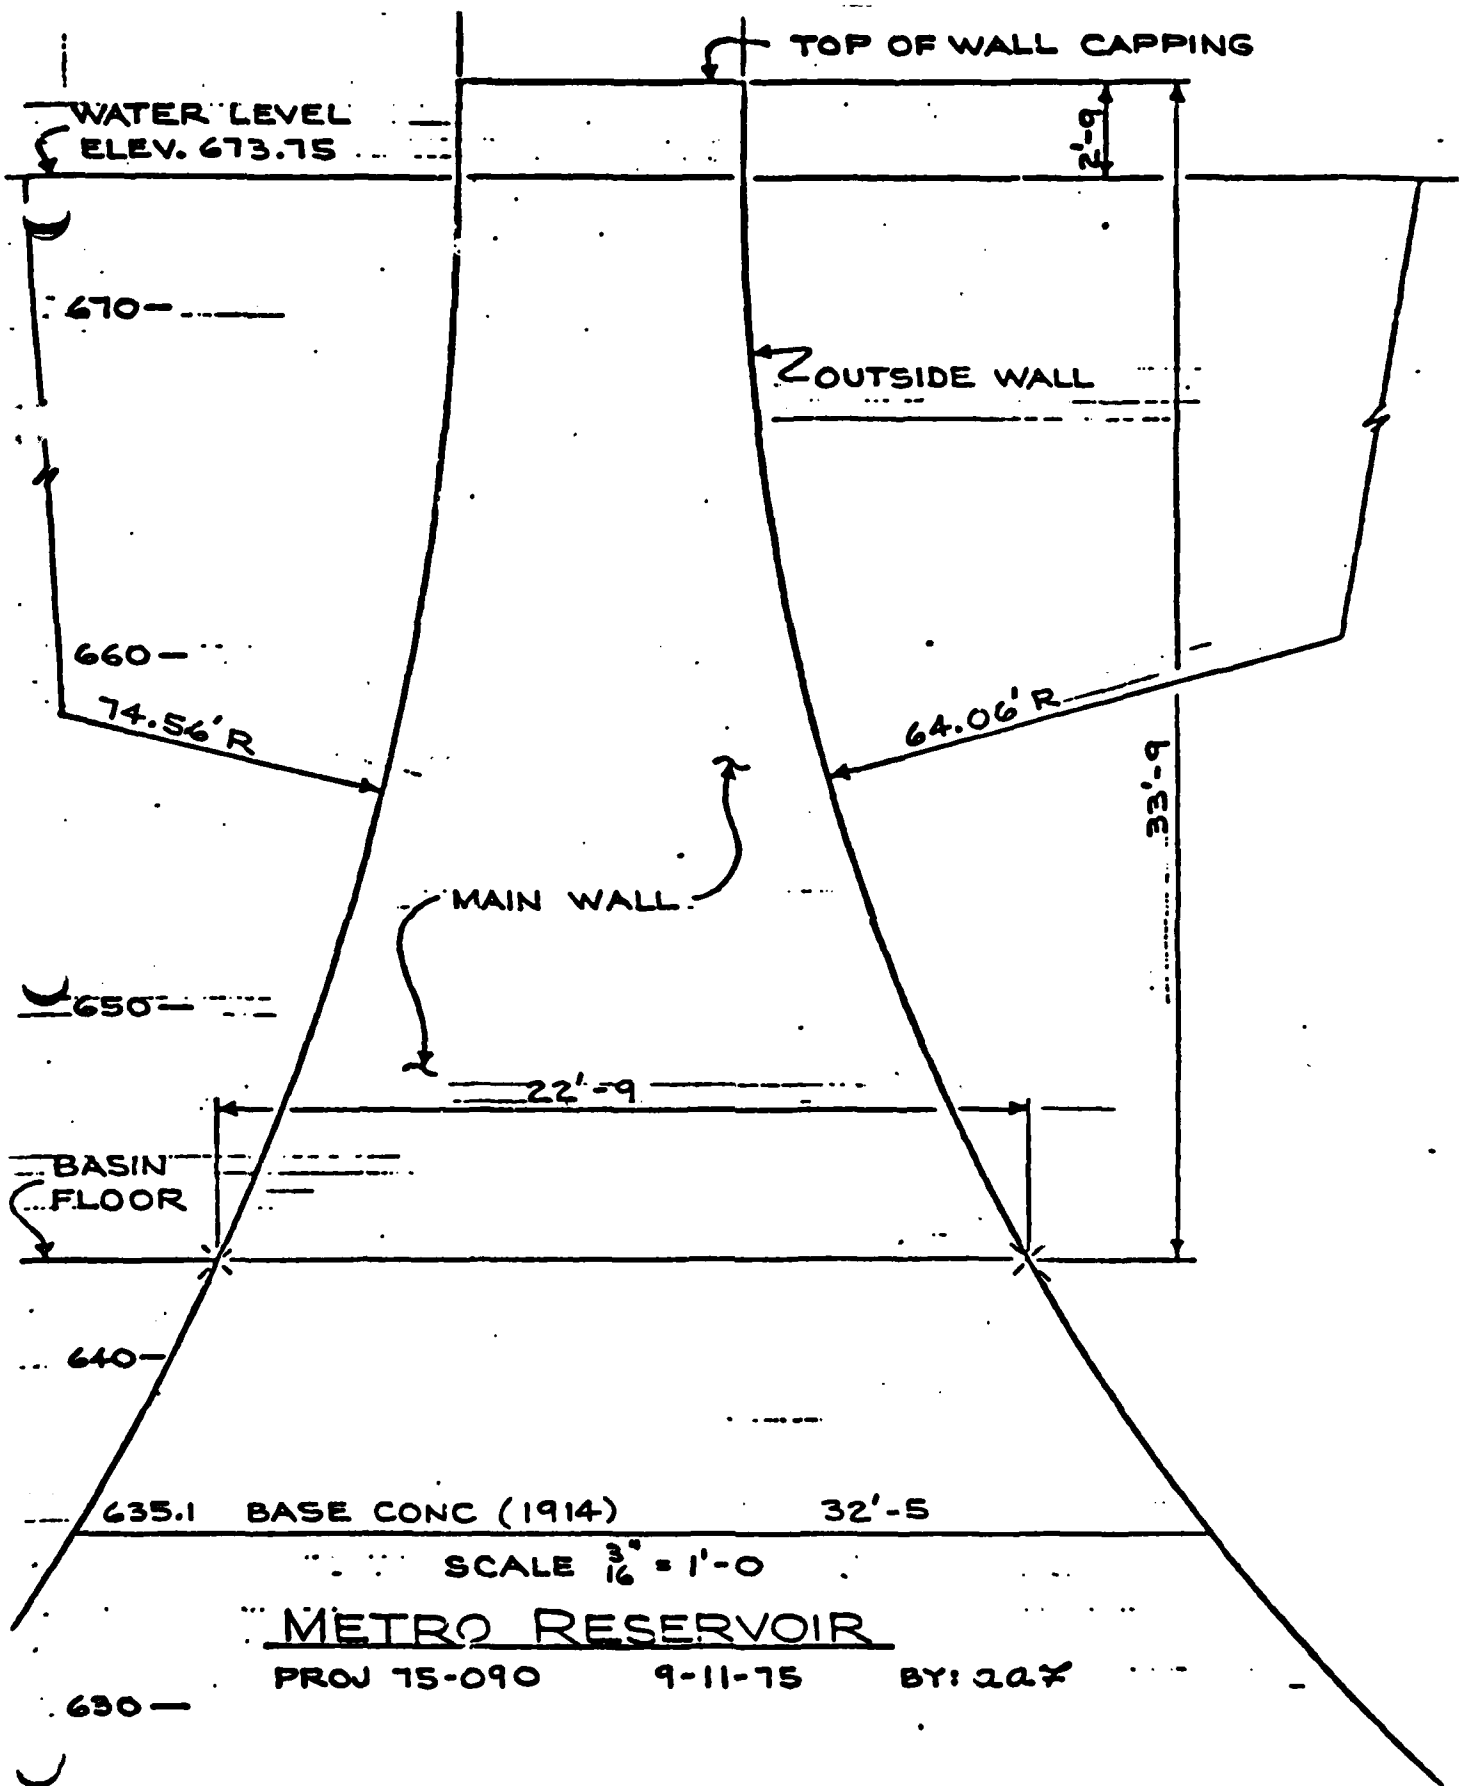 TOP OF WALL CAPPING
WATER LEVEL
ELEV. 673.75
2'-9
670-
OUTSIDE WALL
660-
74.56' R
64.06' R
33'-9
MAIN WALL
650-
22'-9
BASIN
FLOOR
640-
635.1 BASE CONC (1914) 32'-5
SCALE 3/16" = 1'-0
METRO RESERVOIR
PROJ 75-090 9-11-75 BY:
630-